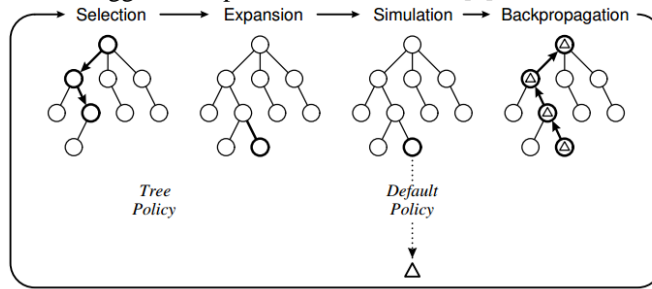 Selection Expansion Simulation Backpropagation
Tree Default
Policy Policy